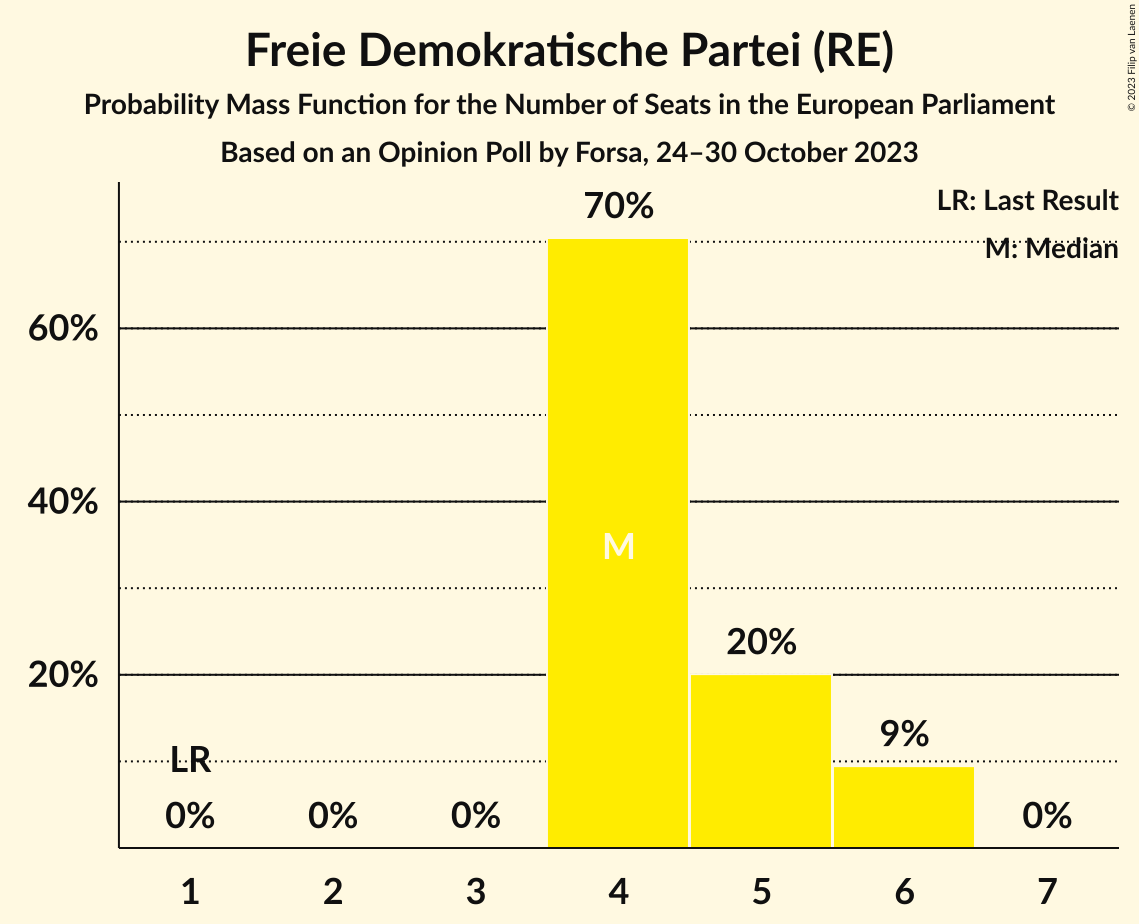 Freie Demokratische Partei (RE)
Probability Mass Function for the Number of Seats in the European Parliament
Based on an Opinion Poll by Forsa, 24–30 October 2023
© 2023 Filip van Laenen
LR: Last Result
M: Median
70%
60%
40%
M
20%
20%
9%
LR
0%
0%
0%
0%
1
2
3
4
5
6
7